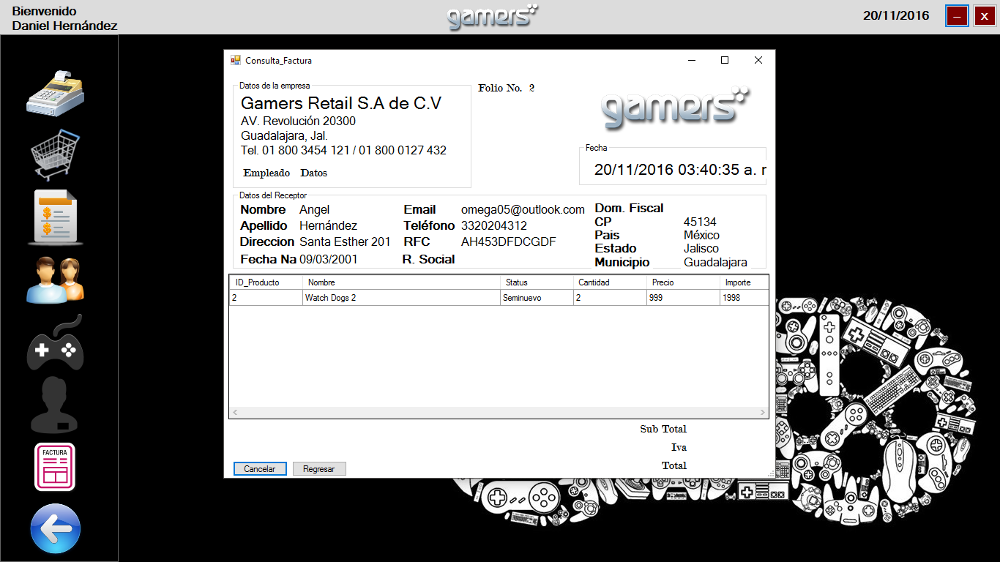 Bienvenido
Daniel Hernández
gamers
20/11/2016
Consulta_Factura
Datos de la empresa
Gamers Retail S.A de C.V
AV. Revolución 20300
Guadalajara, Jal.
Tel. 01 800 3454 121 / 01 800 0127 432
Empleado Datos
Folio No. 2
gamers
Fecha
20/11/2016 03:40:35 a. r
Datos del Receptor
Nombre Angel
Apellido Hernández
Direccion Santa Esther 201
Fecha Na 09/03/2001
Email omega05@outlook.com
Teléfono 3320204312
RFC AH453DFDCGDF
R. Social
Dom. Fiscal
CP 45134
Pais México
Estado Jalisco
Municipio Guadalajara
ID_Producto Nombre Status Cantidad Precio Importe
2 Watch Dogs 2 Seminuevo 2 999 1998
Sub Total
Iva
Total
Cancelar Regresar
FACTURA